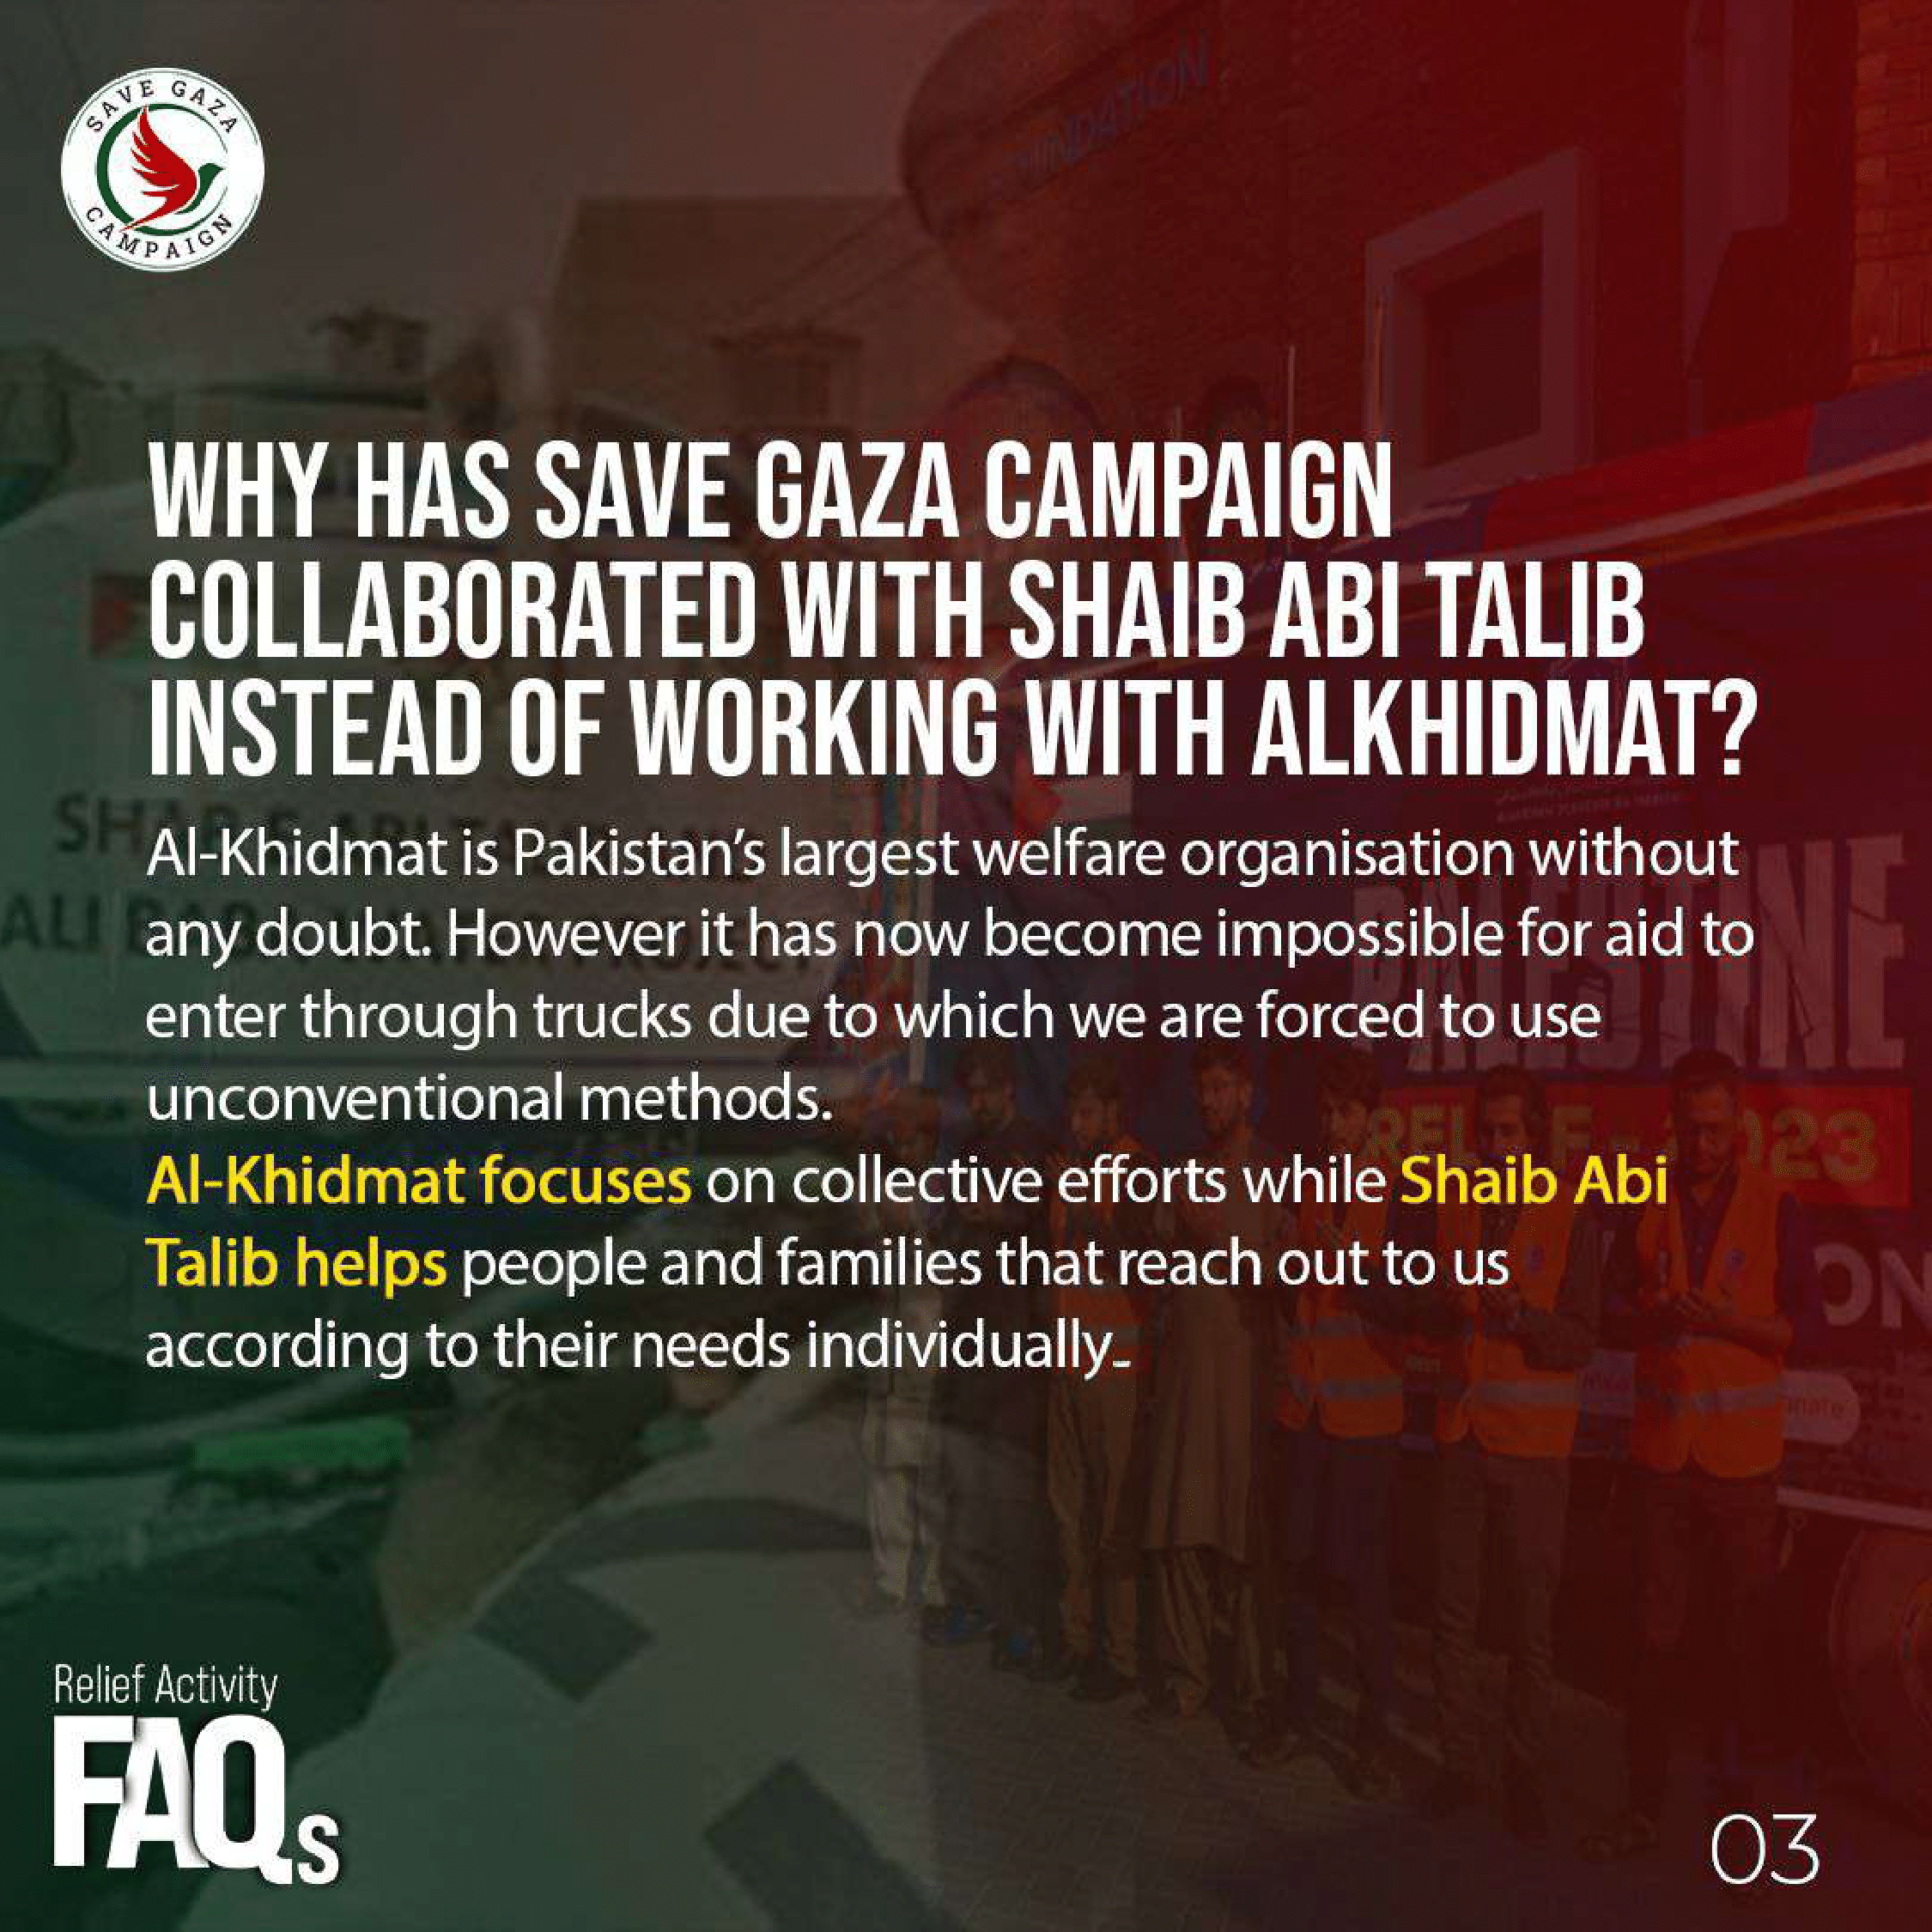 SAVE GAZA
CAMPAIGN
WHY HAS SAVE GAZA CAMPAIGN
COLLABORATED WITH SHAIB ABI TALIB
INSTEAD OF WORKING WITH ALKHIDMAT?
Al-Khidmat is Pakistan's largest welfare organisation without
any doubt. However it has now become impossible for aid to
enter through trucks due to which we are forced to use
unconventional methods.
Al-Khidmat focuses on collective efforts while Shaib Abi
Talib helps people and families that reach out to us
according to their needs individually.
PALESTINE
Relief Activity
FAQs
03